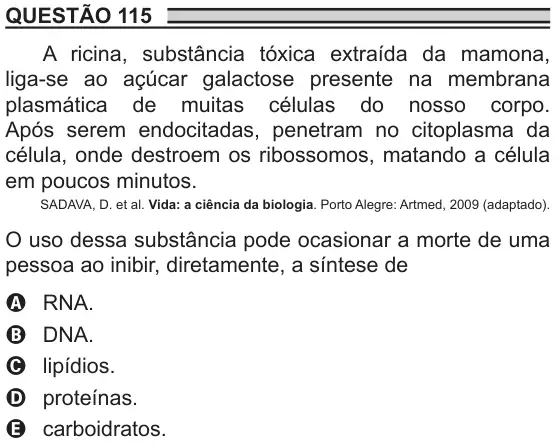 QUESTÃO 115
A ricina, substância tóxica extraída da mamona,
liga-se ao açúcar galactose presente na membrana
plasmática de muitas células do nosso corpo.
Após serem endocitadas, penetram no citoplasma da
célula, onde destroem os ribossomos, matando a célula
em poucos minutos.
SADAVA, D. et al. Vida: a ciência da biologia. Porto Alegre: Artmed, 2009 (adaptado).
O uso dessa substância pode ocasionar a morte de uma
pessoa ao inibir, diretamente, a síntese de
A RNA.
B DNA.
C lipídios.
D proteínas.
E carboidratos.